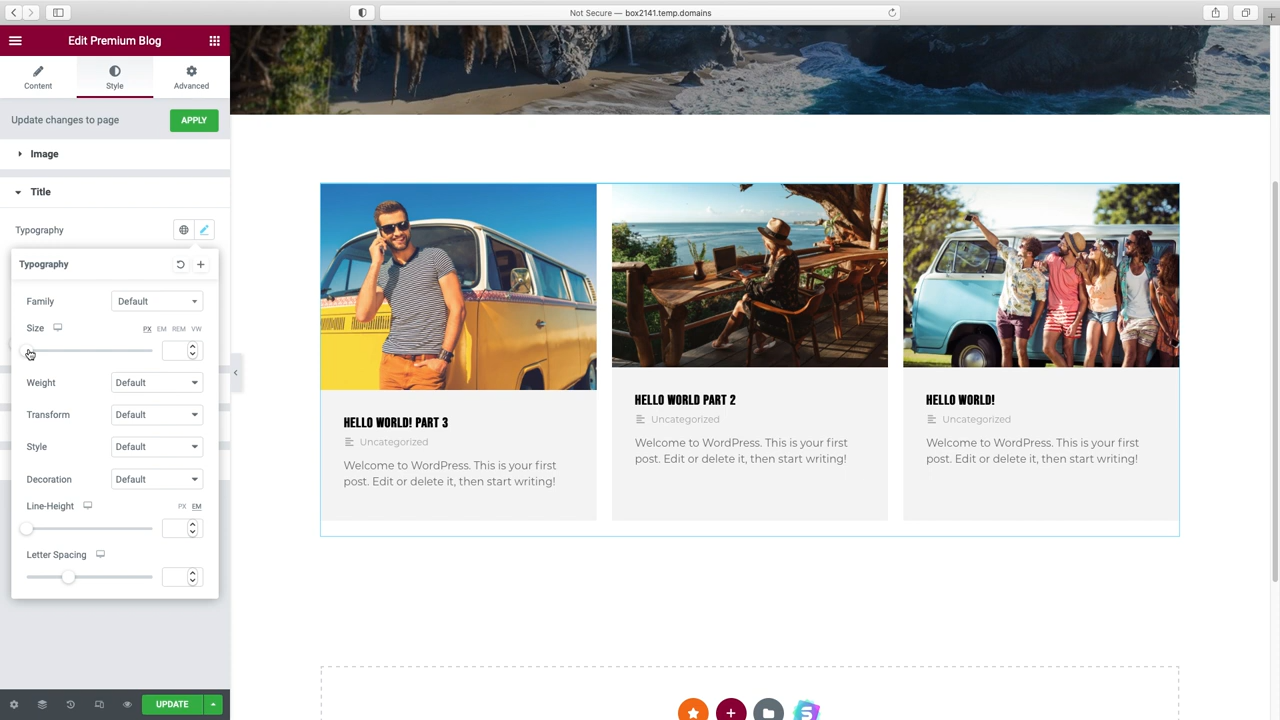 Not Secure — box2141.temp.domains
Edit Premium Blog
Content
Style
Advanced
Update changes to page
APPLY
Image
Title
Typography
Typography
Family
Default
Size
PX EM REM VW
Weight
Default
Transform
Default
Style
Default
Decoration
Default
Line-Height
PX EM
Letter Spacing
UPDATE
HELLO WORLD! PART 3
Uncategorized
Welcome to WordPress. This is your first
post. Edit or delete it, then start writing!
HELLO WORLD PART 2
Uncategorized
Welcome to WordPress. This is your first
post. Edit or delete it, then start writing!
HELLO WORLD!
Uncategorized
Welcome to WordPress. This is your first
post. Edit or delete it, then start writing!